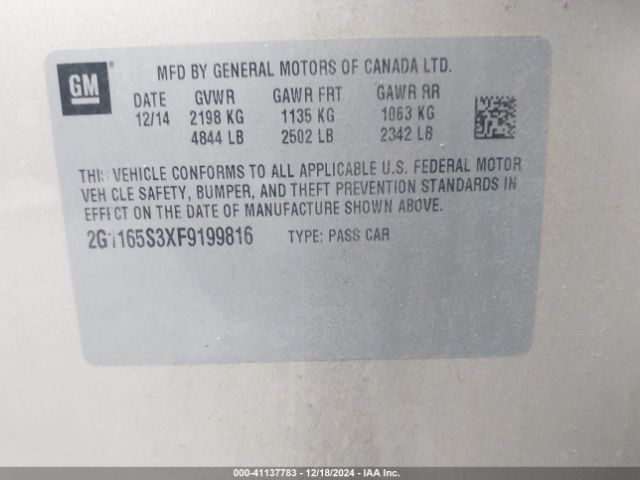 GM ®
MFD BY GENERAL MOTORS OF CANADA LTD.
DATE GVWR GAWR FRT GAWR RR
12/14 2198 KG 1135 KG 1063 KG
4844 LB 2502 LB 2342 LB
THIS VEHICLE CONFORMS TO ALL APPLICABLE U.S. FEDERAL MOTOR
VEHICLE SAFETY, BUMPER, AND THEFT PREVENTION STANDARDS IN
EFFECT ON THE DATE OF MANUFACTURE SHOWN ABOVE.
2G1165S3XF9199816 TYPE: PASS CAR
000-41137783 - 12/18/2024 - IAA Inc.